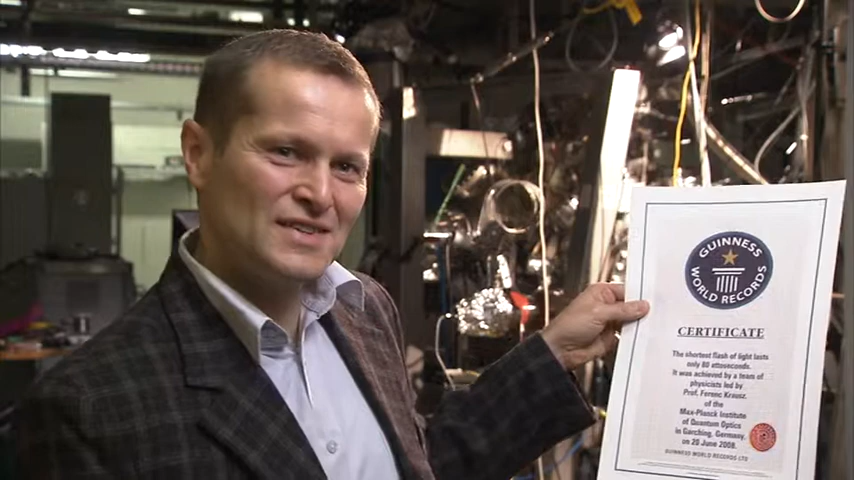 GUINNESS
WORLD RECORDS
CERTIFICATE
The shortest flash of light lasts
only 80 attoseconds.
It was achieved by a team of
physicists led by
Prof. Ferenc Krausz
of the
Max-Planck Institute
of Quantum Optics
in Garching, Germany,
on 20 June 2008.
GUINNESS WORLD RECORDS LTD